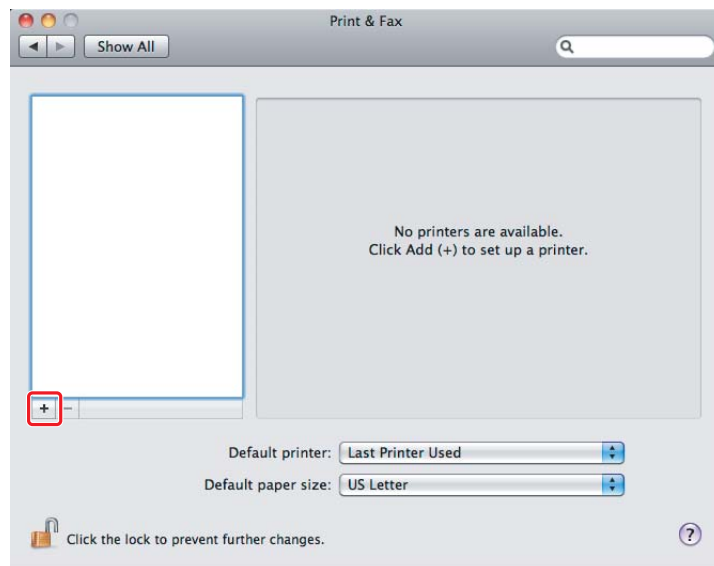 Print & Fax
Show All
No printers are available.
Click Add (+) to set up a printer.
+ −
Default printer: Last Printer Used
Default paper size: US Letter
Click the lock to prevent further changes.
?